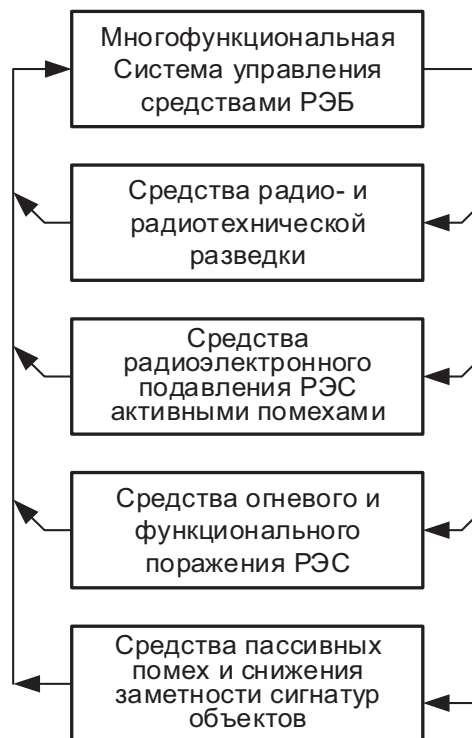 Многофункциональная
Система управления
средствами РЭБ
Средства радио- и
радиотехнической
разведки
Средства
радиоэлектронного
подавления РЭС
активными помехами
Средства огневого и
функционального
поражения РЭС
Средства пассивных
помех и снижения
заметности сигнатур
объектов